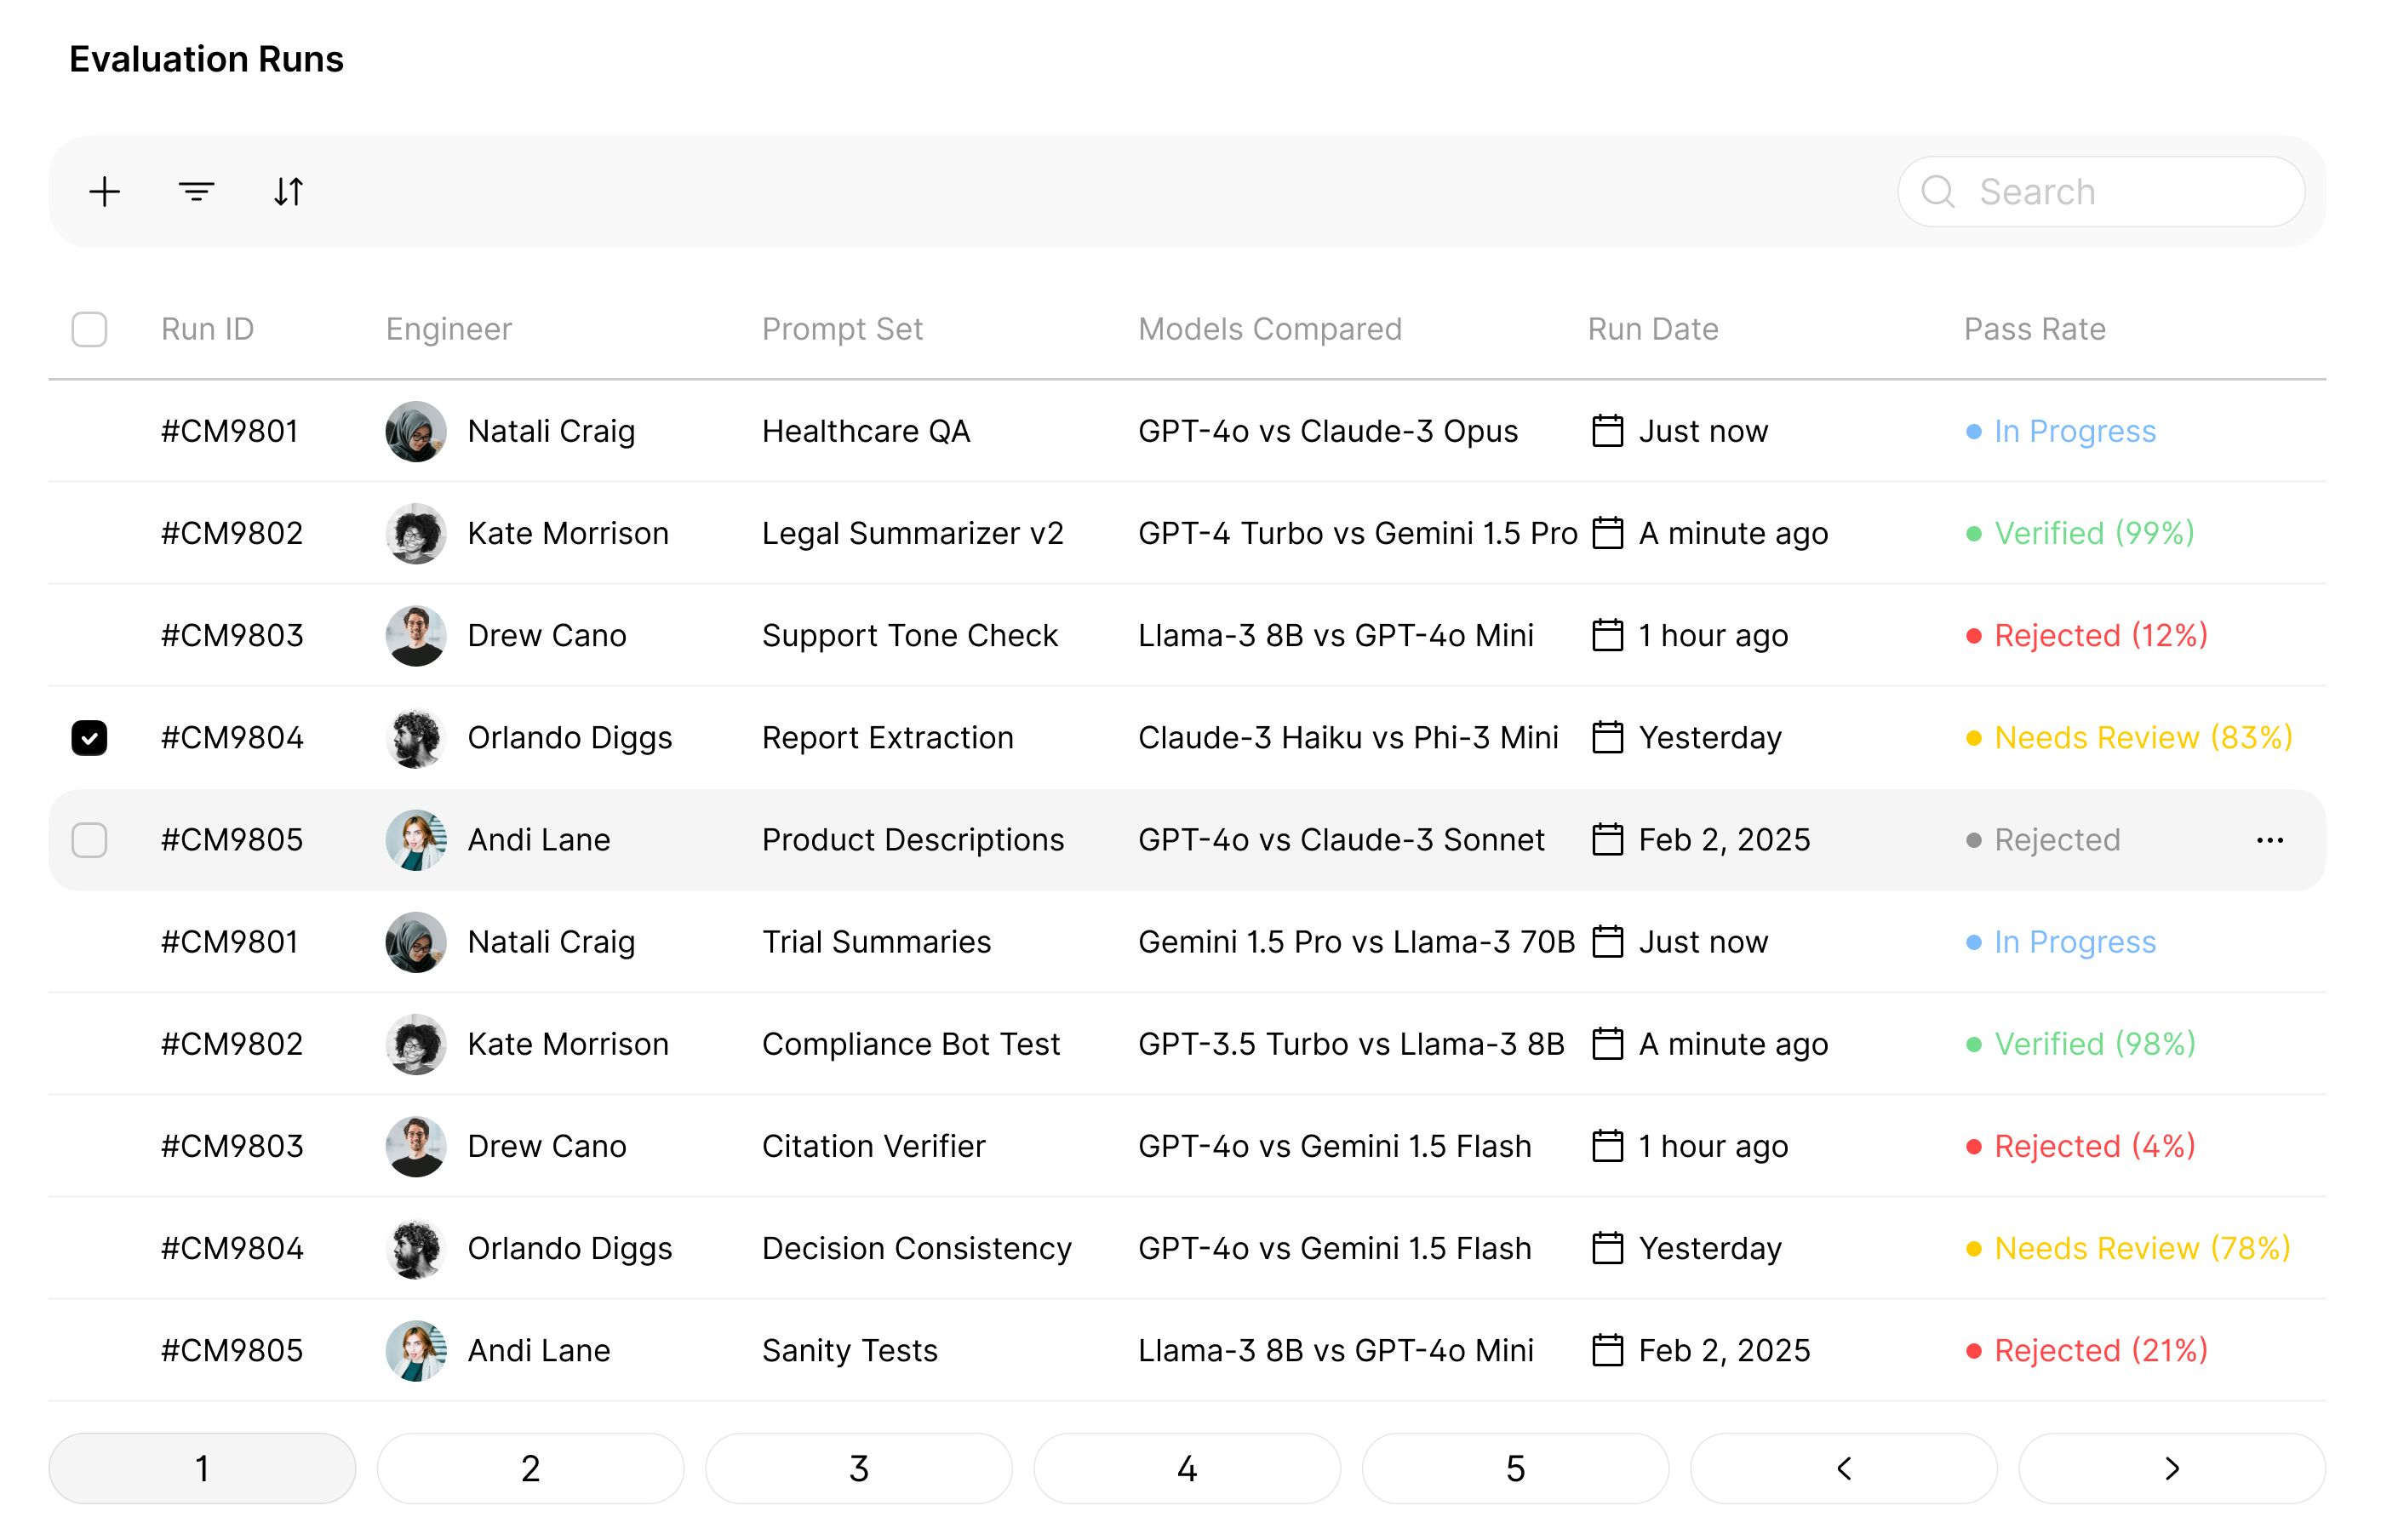 Evaluation Runs
Search
Run ID Engineer Prompt Set Models Compared Run Date Pass Rate
#CM9801 Natali Craig Healthcare QA GPT-4o vs Claude-3 Opus Just now In Progress
#CM9802 Kate Morrison Legal Summarizer v2 GPT-4 Turbo vs Gemini 1.5 Pro A minute ago Verified (99%)
#CM9803 Drew Cano Support Tone Check Llama-3 8B vs GPT-4o Mini 1 hour ago Rejected (12%)
#CM9804 Orlando Diggs Report Extraction Claude-3 Haiku vs Phi-3 Mini Yesterday Needs Review (83%)
#CM9805 Andi Lane Product Descriptions GPT-4o vs Claude-3 Sonnet Feb 2, 2025 Rejected
#CM9801 Natali Craig Trial Summaries Gemini 1.5 Pro vs Llama-3 70B Just now In Progress
#CM9802 Kate Morrison Compliance Bot Test GPT-3.5 Turbo vs Llama-3 8B A minute ago Verified (98%)
#CM9803 Drew Cano Citation Verifier GPT-4o vs Gemini 1.5 Flash 1 hour ago Rejected (4%)
#CM9804 Orlando Diggs Decision Consistency GPT-4o vs Gemini 1.5 Flash Yesterday Needs Review (78%)
#CM9805 Andi Lane Sanity Tests Llama-3 8B vs GPT-4o Mini Feb 2, 2025 Rejected (21%)
1 2 3 4 5